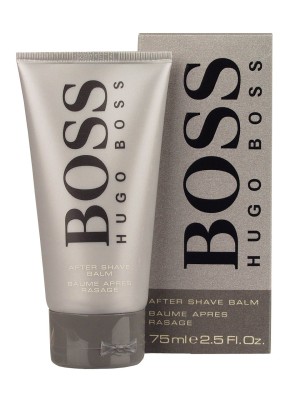 BOSS
HUGO BOSS
AFTER SHAVE
BALM
BAUME APRES
RASAGE
BOSS
HUGO BOSS
AFTER SHAVE BALM
BAUME APRES
RASAGE
75ml℮2.5 Fl.Oz.